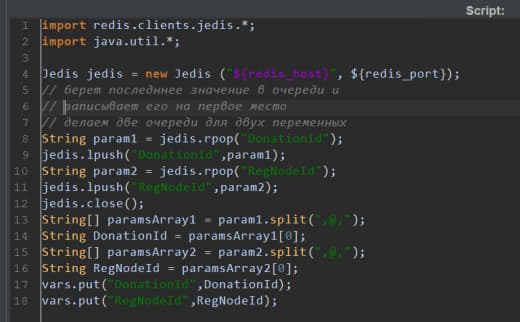 Script:
1 import redis.clients.jedis.*;
2 import java.util.*;
3
4 Jedis jedis = new Jedis ("${redis_host}", ${redis_port});
5 // берет последннее значение в очереди и
6 // записывает его на первое место
7 // делаем две очереди для двух переменных
8 String param1 = jedis.rpop("DonationId");
9 jedis.lpush("DonationId",param1);
10 String param2 = jedis.rpop("RegNodeId");
11 jedis.lpush("RegNodeId",param2);
12 jedis.close();
13 String[] paramsArray1 = param1.split(",@,");
14 String DonationId = paramsArray1[0];
15 String[] paramsArray2 = param2.split(",@,");
16 String RegNodeId = paramsArray2[0];
17 vars.put("DonationId",DonationId);
18 vars.put("RegNodeId",RegNodeId);